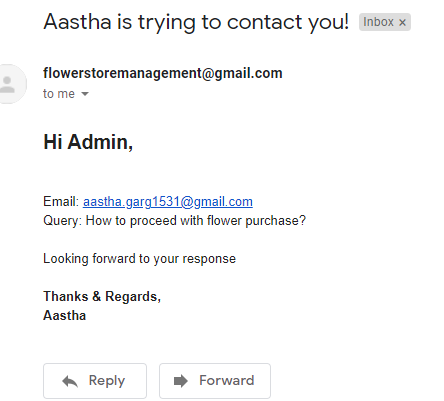 Aastha is trying to contact you! Inbox ×
flowerstoremanagement@gmail.com
to me
Hi Admin,
Email: aastha.garg1531@gmail.com
Query: How to proceed with flower purchase?
Looking forward to your response
Thanks & Regards,
Aastha
Reply Forward